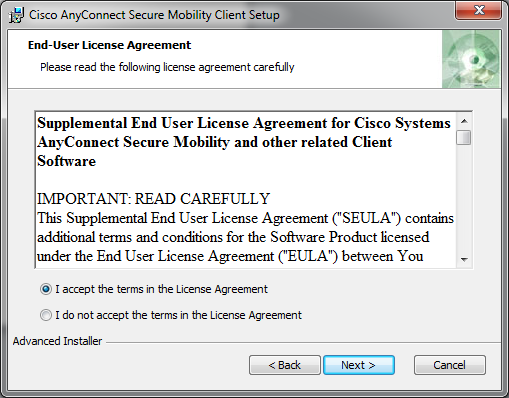 Cisco AnyConnect Secure Mobility Client Setup
End-User License Agreement
Please read the following license agreement carefully
Supplemental End User License Agreement for Cisco Systems
AnyConnect Secure Mobility and other related Client
Software
IMPORTANT: READ CAREFULLY
This Supplemental End User License Agreement ("SEULA") contains
additional terms and conditions for the Software Product licensed
under the End User License Agreement ("EULA") between You
I accept the terms in the License Agreement
I do not accept the terms in the License Agreement
Advanced Installer
< Back
Next >
Cancel